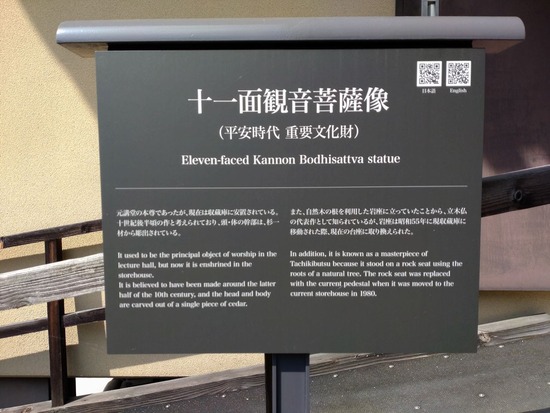 日本語
English
十一面観音菩薩像
（平安時代 重要文化財）
Eleven-faced Kannon Bodhisattva statue
元講堂の本尊であったが、現在は収蔵庫に安置されている。
十世紀後半頃の作と考えられており、頭・体の幹部は、杉一
材から彫出されている。
It used to be the principal object of worship in the
lecture hall, but now it is enshrined in the
storehouse.
It is believed to have been made around the latter
half of the 10th century, and the head and body
are carved out of a single piece of cedar.
また、自然木の根を利用した岩座に立っていたことから、立木仏
の代表作として知られているが、岩座は昭和55年に現収蔵庫に
移動された際、現在の台座に取り換えられた。
In addition, it is known as a masterpiece of
Tachikibutsu because it stood on a rock seat using the
roots of a natural tree. The rock seat was replaced
with the current pedestal when it was moved to the
current storehouse in 1980.